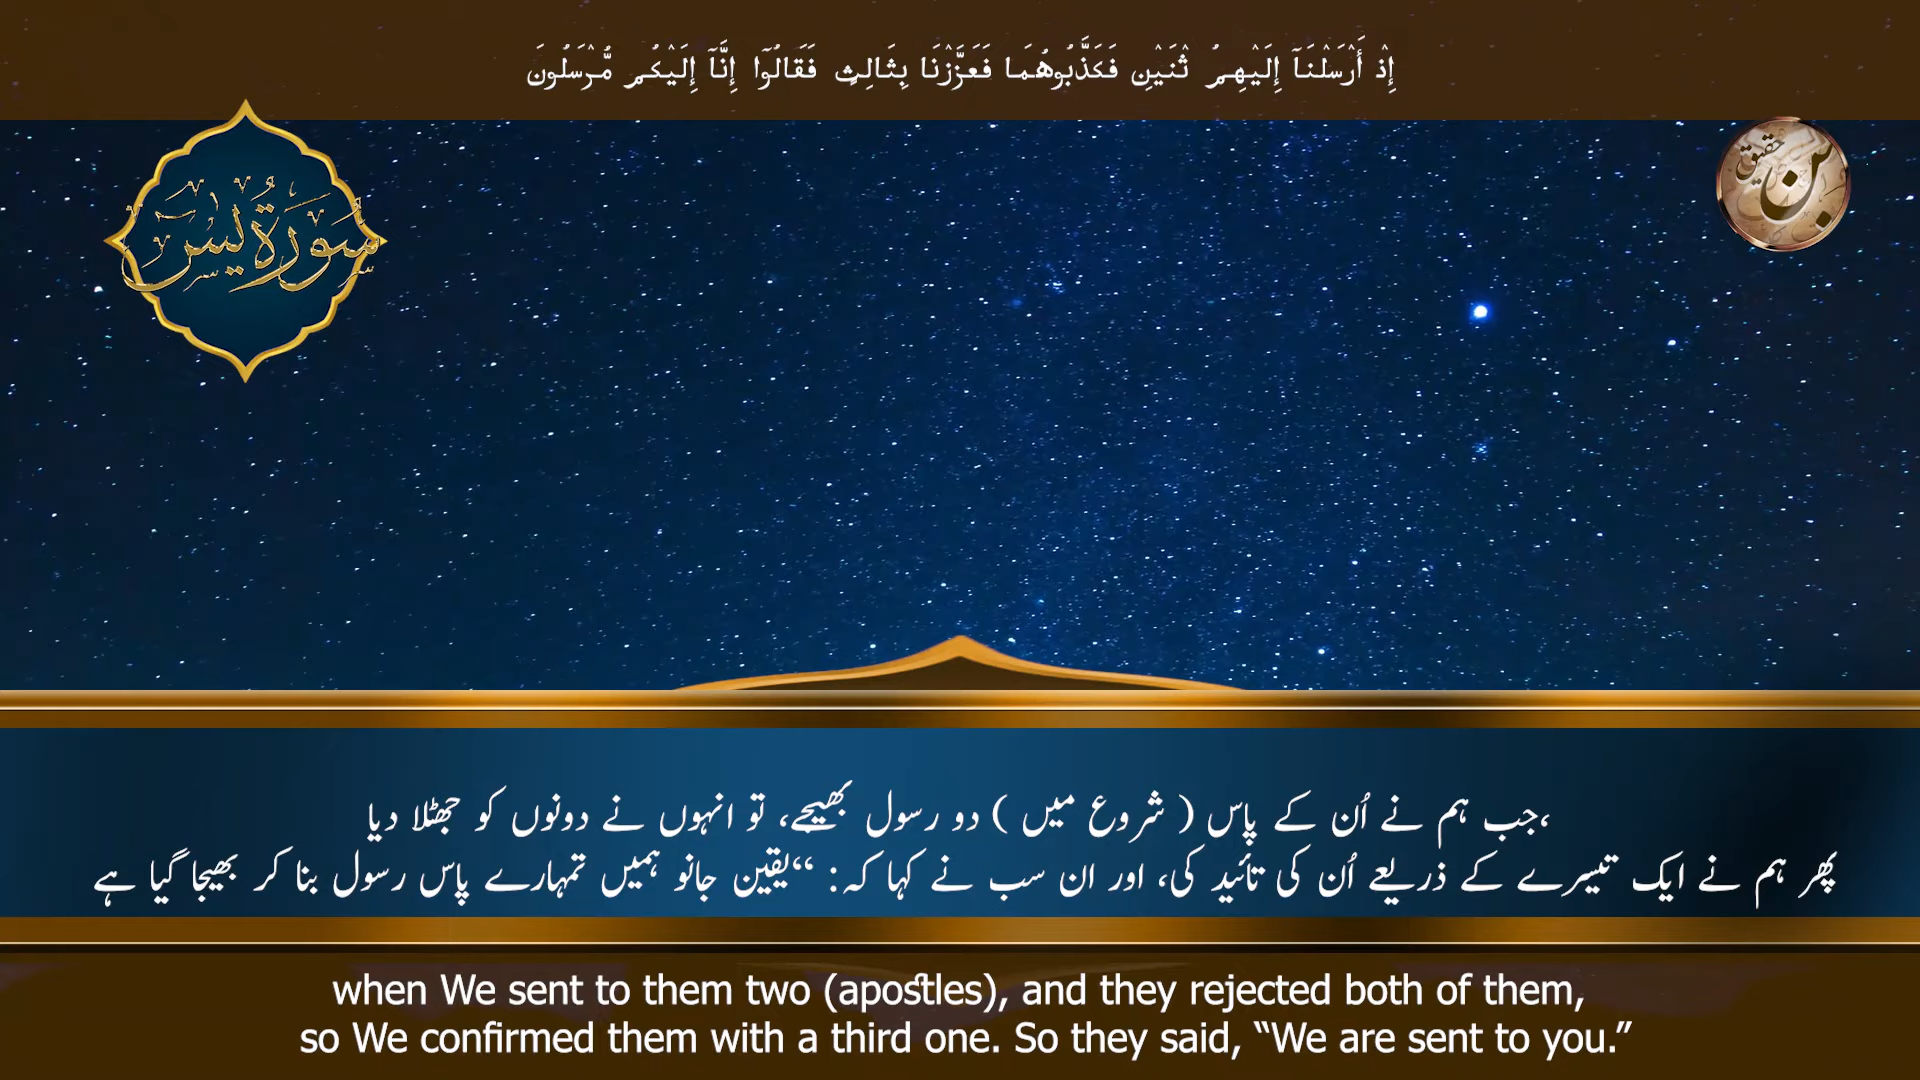 إِذْ أَرْسَلْنَآ إِلَيْهِمُ ٱثْنَيْنِ فَكَذَّبُوهُمَا فَعَزَّزْنَا بِثَالِثٍ فَقَالُوٓا۟ إِنَّآ إِلَيْكُم مُّرْسَلُونَ
سُورَة يس
بن حقیق
جب ہم نے اُن کے پاس ( شروع میں ) دو رسول بھیجے، تو انہوں نے دونوں کو جھٹلا دیا،
پھر ہم نے ایک تیسرے کے ذریعے اُن کی تائید کی، اور ان سب نے کہا کہ: “یقین جانو ہمیں تمہارے پاس رسول بنا کر بھیجا گیا ہے
when We sent to them two (apostles), and they rejected both of them,
so We confirmed them with a third one. So they said, “We are sent to you.”